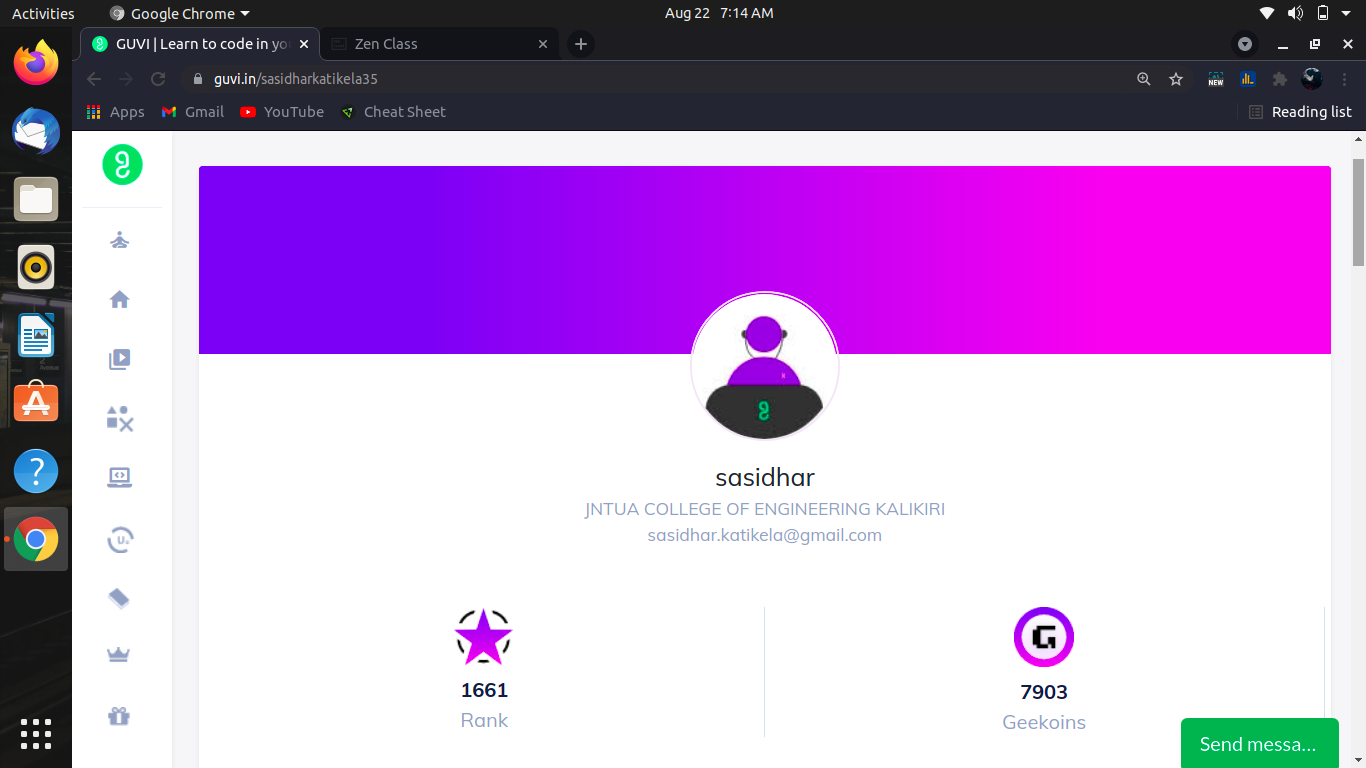 Activities
Google Chrome
Aug 22 7:14 AM
GUVI | Learn to code in yo
Zen Class
guvi.in/sasidharkatikela35
NEW
Apps
Gmail
YouTube
Cheat Sheet
Reading list
sasidhar
JNTUA COLLEGE OF ENGINEERING KALIKIRI
sasidhar.katikela@gmail.com
G
1661
7903
Rank
Geekoins
Send messa...